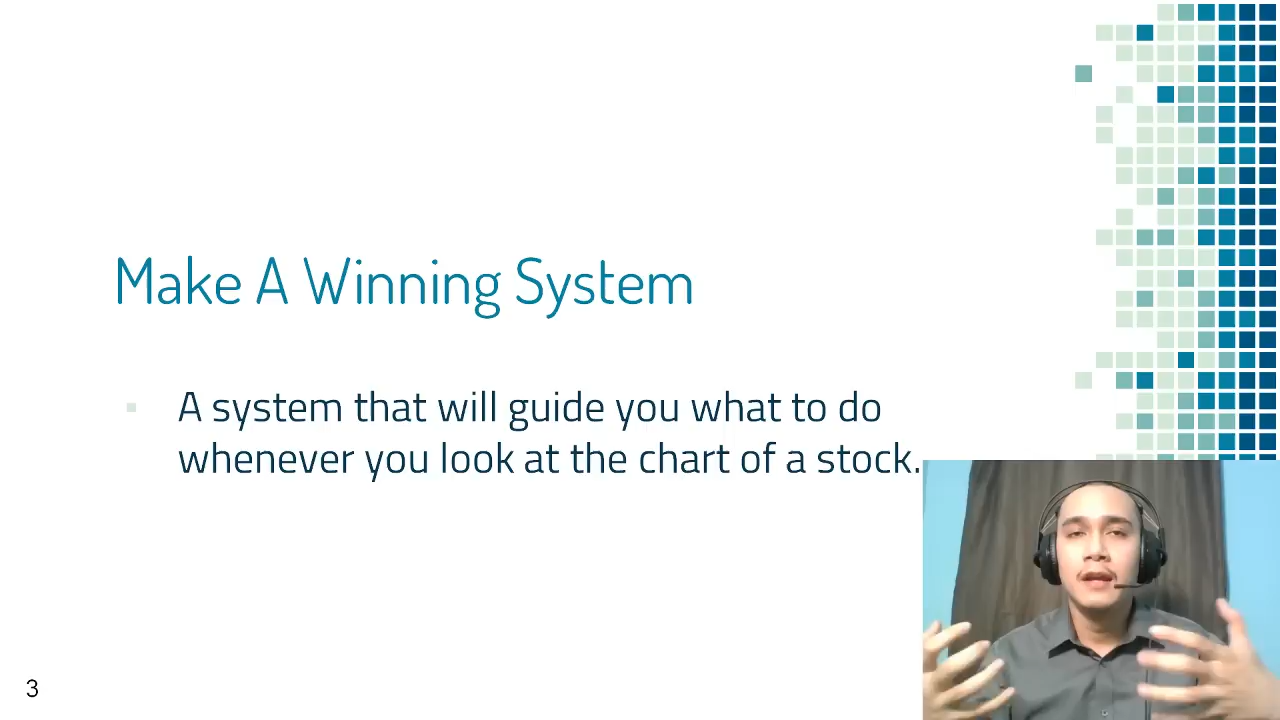 Make A Winning System
A system that will guide you what to do
whenever you look at the chart of a stock.
3